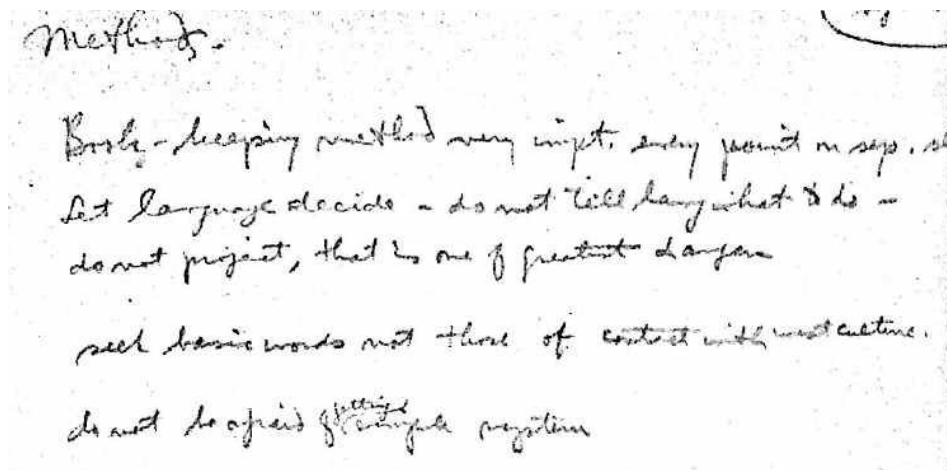 Methods.
Book-keeping method very impt. every point on sep.
Let language decide - do not tell lang what to do -
do not project, that is one of greatest dangers
seek basic words not those of contact with west culture.
do not be afraid of getting simple system